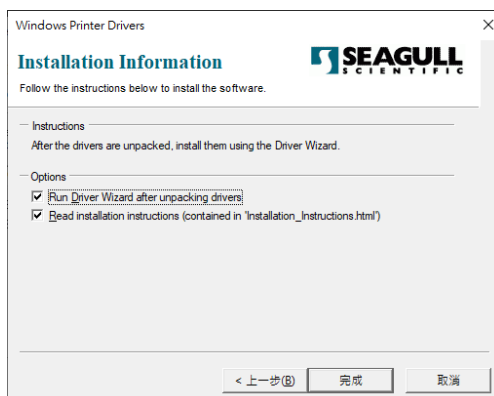 Windows Printer Drivers
Installation Information
SEAGULL
SCIENTIFIC
Follow the instructions below to install the software.
Instructions
After the drivers are unpacked, install them using the Driver Wizard.
Options
Run Driver Wizard after unpacking drivers
Read installation instructions (contained in 'Installation_Instructions.html')
< 上一步(B)
完成
取消